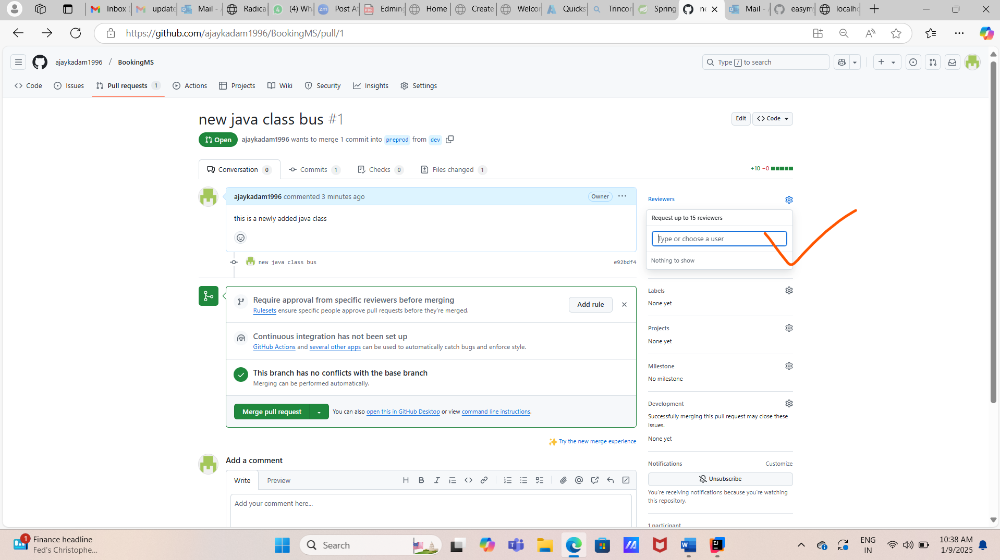 Inbox (
update
Mail - A
Radica
(4) Wh
Post At
Edming
Home
Create
Welcor
Quicks
Trincor
Spring
ne
Mail - A
easymy
localho
https://github.com/ajaykadam1996/BookingMS/pull/1
ajaykadam1996 / BookingMS
Type / to search
Code
Issues
Pull requests 1
Actions
Projects
Wiki
Security
Insights
Settings
new java class bus #1
Edit
<> Code
Open
ajaykadam1996 wants to merge 1 commit into preprod from dev
Conversation 0
Commits 1
Checks 0
Files changed 1
+10 −0
ajaykadam1996 commented 3 minutes ago
Owner
this is a newly added java class
new java class bus
e92bdf4
Reviewers
Request up to 15 reviewers
Type or choose a user
Nothing to show
Require approval from specific reviewers before merging
Rulesets ensure specific people approve pull requests before they're merged.
Add rule
Continuous integration has not been set up
GitHub Actions and several other apps can be used to automatically catch bugs and enforce style.
This branch has no conflicts with the base branch
Merging can be performed automatically.
Merge pull request
You can also open this in GitHub Desktop or view command line instructions.
Try the new merge experience
Labels
None yet
Projects
None yet
Milestone
No milestone
Development
Successfully merging this pull request may close these
issues.
None yet
Notifications
Customize
Unsubscribe
You're receiving notifications because you're watching
this repository.
1 participant
Add a comment
Write
Preview
Add your comment here...
1
Finance headline
Fed's Christophe...
Search
ENG
IN
10:38 AM
1/9/2025